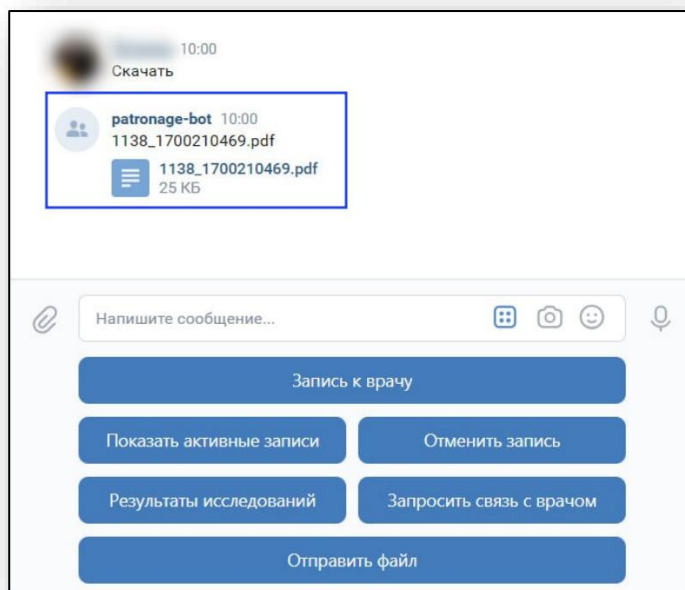 10:00
Скачать
patronage-bot 10:00
1138_1700210469.pdf
1138_1700210469.pdf
25 КБ
Напишите сообщение...
Запись к врачу
Показать активные записи
Отменить запись
Результаты исследований
Запросить связь с врачом
Отправить файл